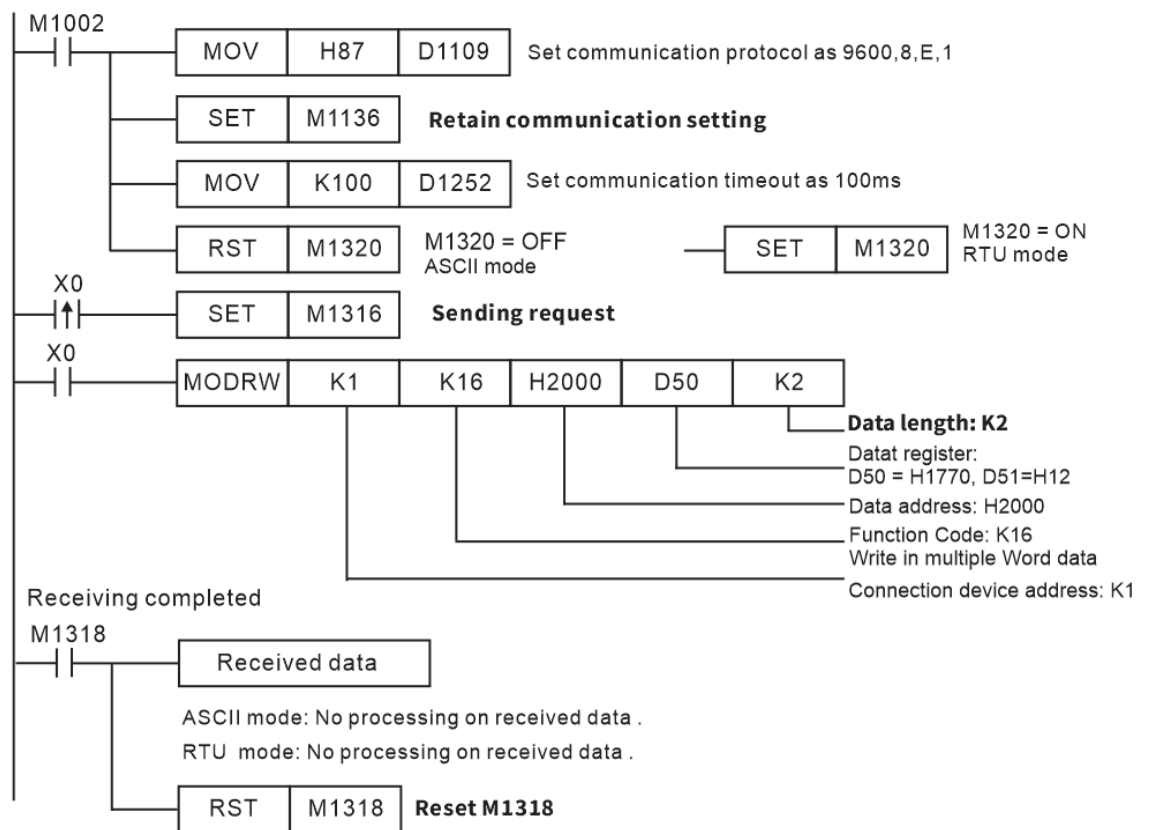 M1002
MOV H87 D1109 Set communication protocol as 9600,8,E,1
SET M1136 Retain communication setting
MOV K100 D1252 Set communication timeout as 100ms
RST M1320 M1320 = OFF
ASCII mode
SET M1320 M1320 = ON
RTU mode
X0
SET M1316 Sending request
X0
MODRW K1 K16 H2000 D50 K2
Data length: K2
Datat register:
D50 = H1770, D51=H12
Data address: H2000
Function Code: K16
Write in multiple Word data
Connection device address: K1
Receiving completed
M1318
Received data
ASCII mode: No processing on received data .
RTU mode: No processing on received data .
RST M1318 Reset M1318